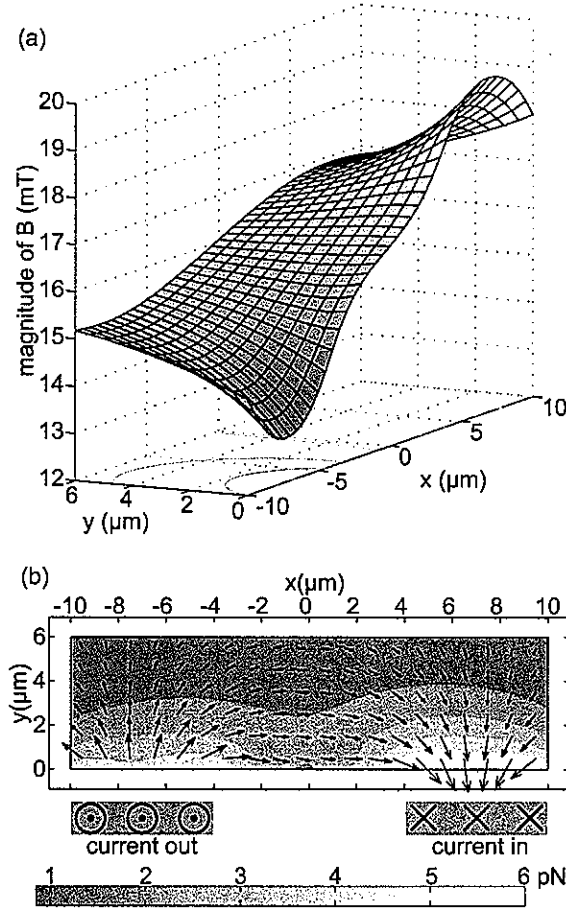 (a)
20
19
18
17
16
15
14
13
12
magnitude of B (mT)
6 4 2 0
y (µm)
-10 -5 0 5 10
x (µm)
(b)
x(µm)
-10 -8 -6 -4 -2 0 2 4 6 8 10
6
4
2
0
y(µm)
current out current in
1 2 3 4 5 6 pN